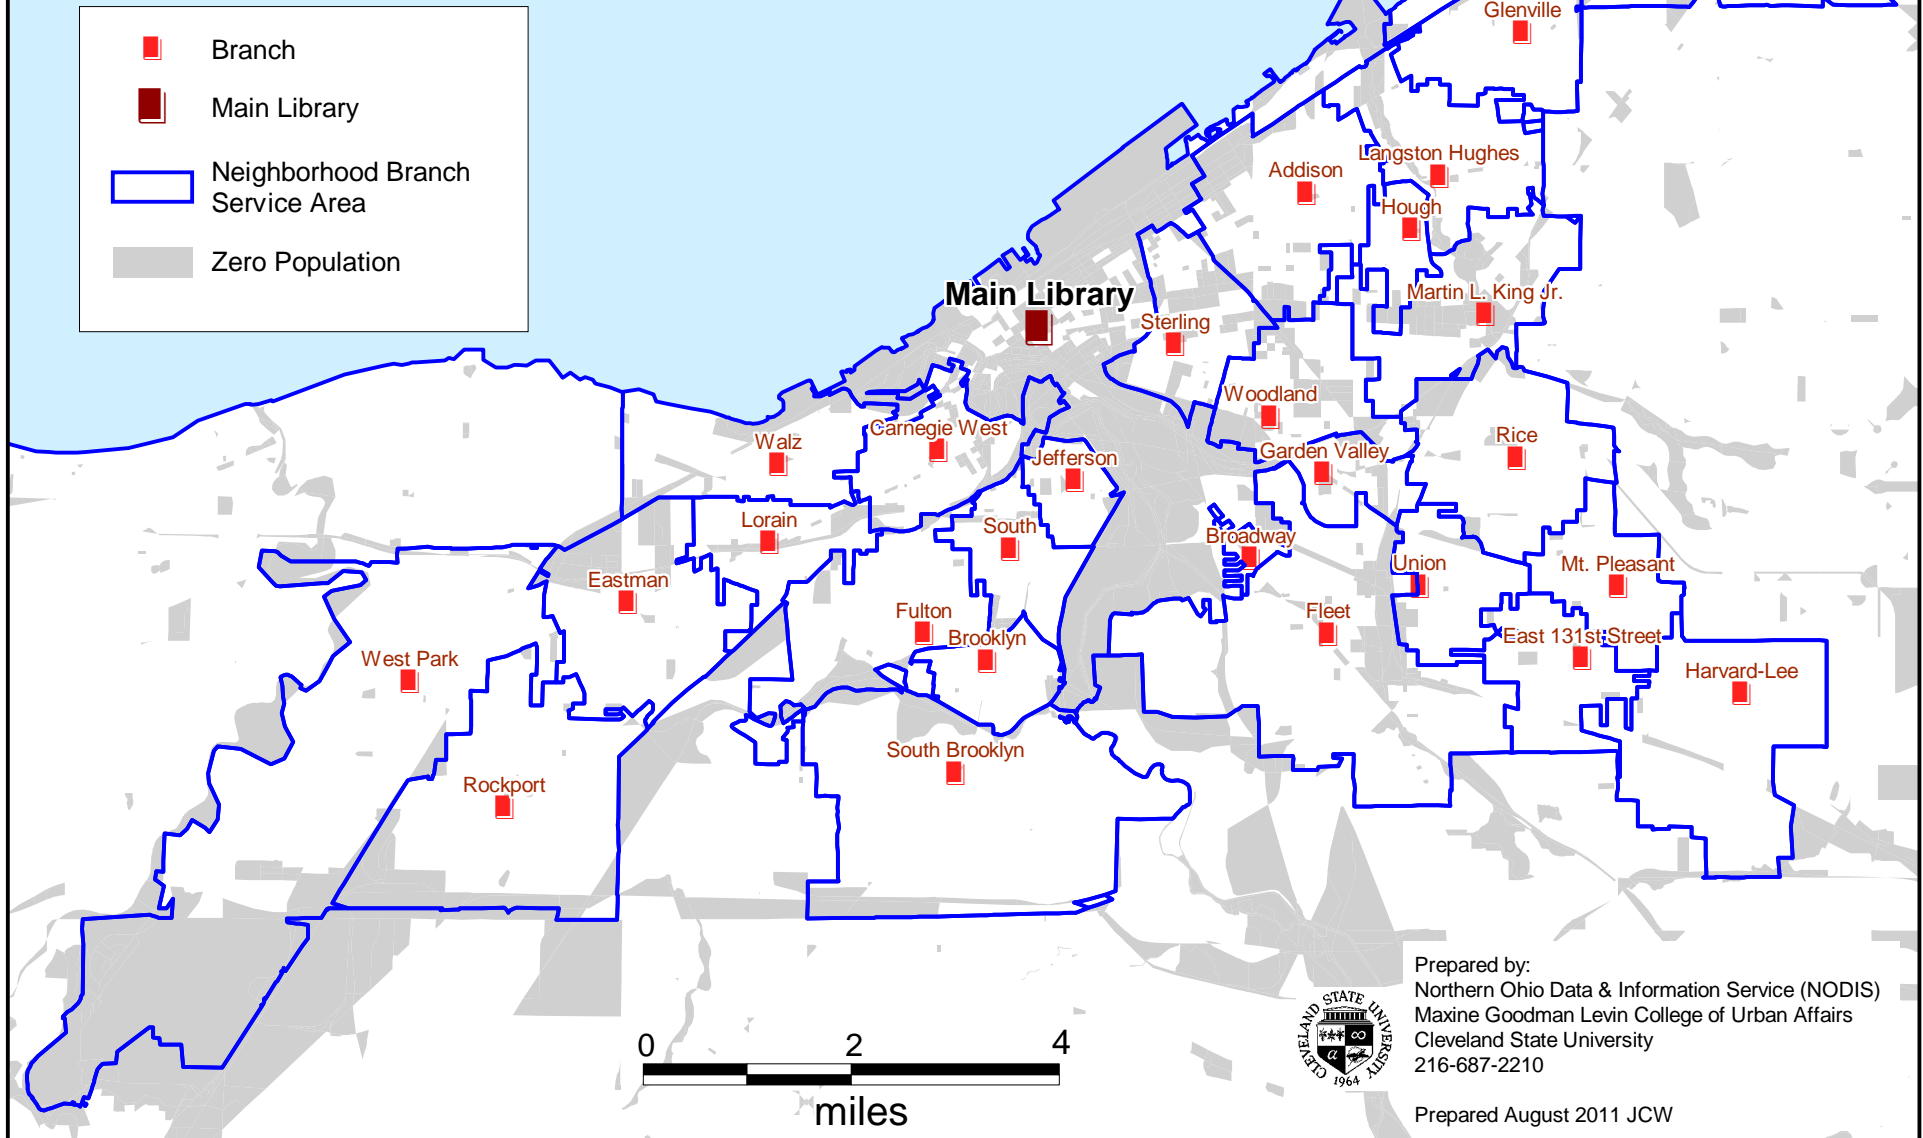 Glenville
Branch
Main Library
Neighborhood Branch
Service Area
Zero Population
Langston Hughes
Addison
Hough
Main Library
Martin L. King Jr.
Sterling
Woodland
Carnegie West
Walz
Rice
Garden Valley
Jefferson
Lorain
South
Broadway
Union
Mt. Pleasant
Eastman
Fulton
Fleet
Brooklyn
East 131st Street
West Park
Harvard-Lee
South Brooklyn
Rockport
0 2 4
miles
Prepared by:
Northern Ohio Data & Information Service (NODIS)
Maxine Goodman Levin College of Urban Affairs
Cleveland State University
216-687-2210
Prepared August 2011 JCW
CLEVELAND STATE UNIVERSITY
1964